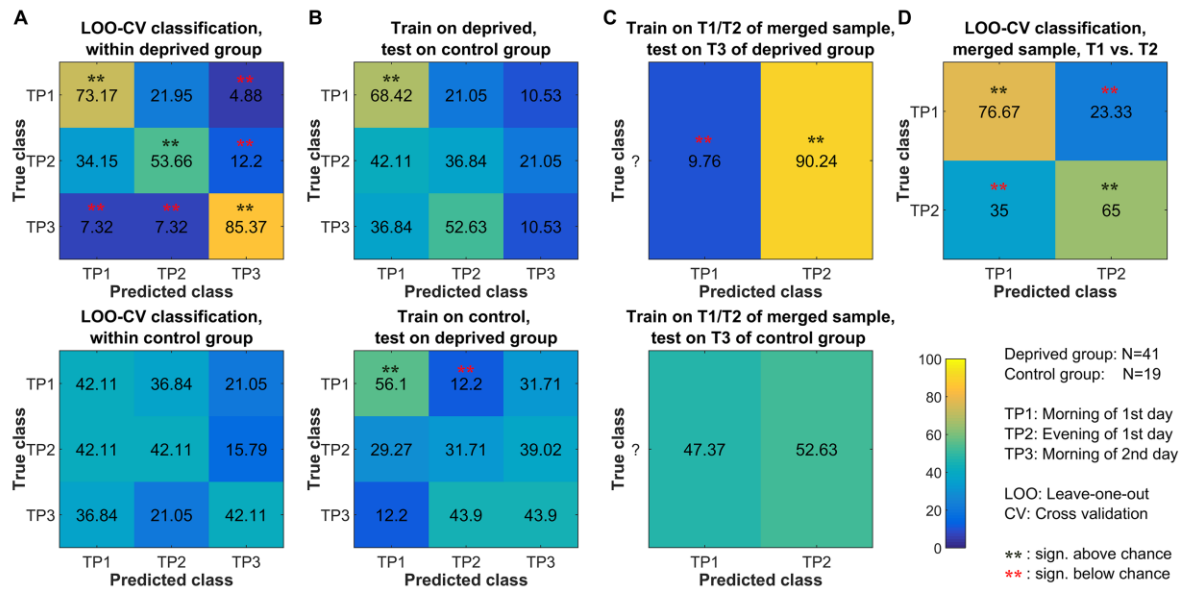 A
LOO-CV classification,
within deprived group
True class
TP1
TP2
TP3
**
73.17 21.95 **
4.88
34.15 **
53.66 **
12.2
**
7.32 **
7.32 **
85.37
TP1 TP2 TP3
Predicted class
LOO-CV classification,
within control group
True class
TP1 42.11 36.84 21.05
TP2 42.11 42.11 15.79
TP3 36.84 21.05 42.11
TP1 TP2 TP3
Predicted class
B
Train on deprived,
test on control group
True class
**
TP1 68.42 21.05 10.53
TP2 42.11 36.84 21.05
TP3 36.84 52.63 10.53
TP1 TP2 TP3
Predicted class
Train on control,
test on deprived group
True class
** **
TP1 56.1 12.2 31.71
TP2 29.27 31.71 39.02
TP3 12.2 43.9 43.9
TP1 TP2 TP3
Predicted class
C
Train on T1/T2 of merged sample,
test on T3 of deprived group
True class
** **
? 9.76 90.24
TP1 TP2
Predicted class
Train on T1/T2 of merged sample,
test on T3 of control group
True class
? 47.37 52.63
TP1 TP2
Predicted class
D
LOO-CV classification,
merged sample, T1 vs. T2
True class
** **
TP1 76.67 23.33
** **
TP2 35 65
TP1 TP2
Predicted class
100
80
60
40
20
0
Deprived group: N=41
Control group: N=19
TP1: Morning of 1st day
TP2: Evening of 1st day
TP3: Morning of 2nd day
LOO: Leave-one-out
CV: Cross validation
** : sign. above chance
** : sign. below chance